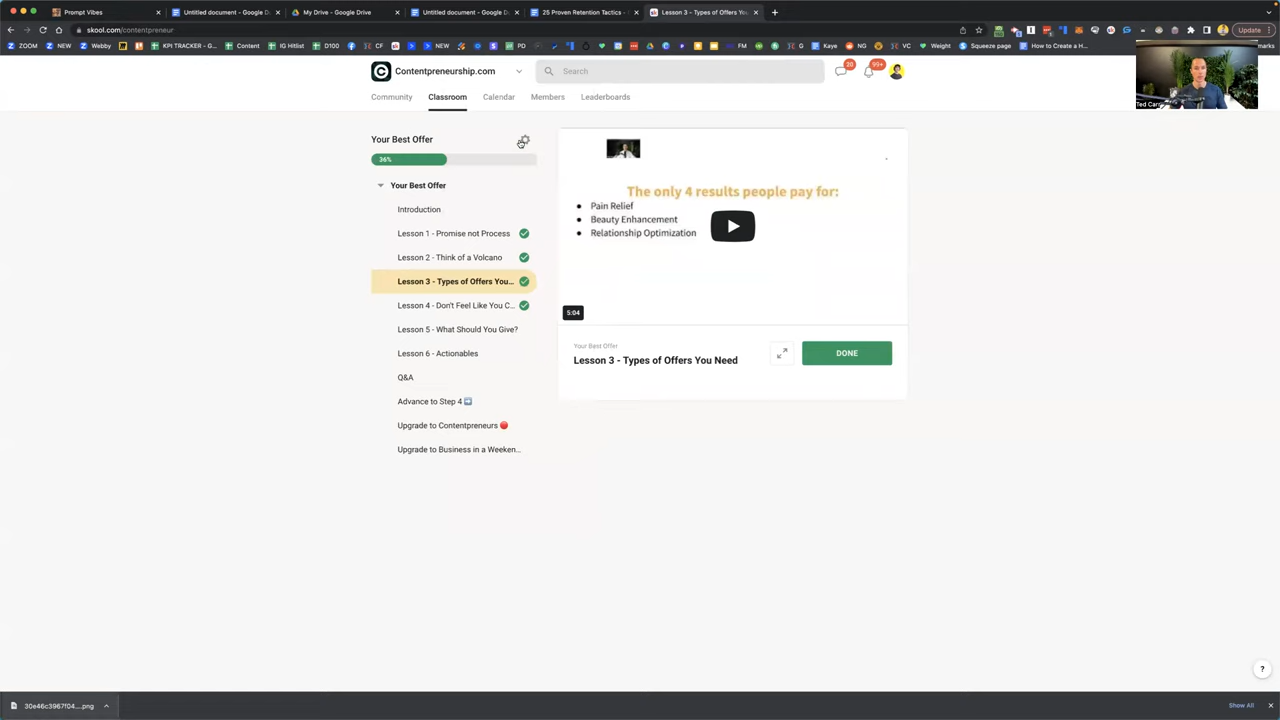 Prompt Vibes
Untitled document - Google D
My Drive - Google Drive
Untitled document - Google D
25 Proven Retention Tactics -
Lesson 3 - Types of Offers You
skool.com/contentpreneur
Update
ZOOM
NEW
Webby
KPI TRACKER - G...
Content
IG Hitlist
D100
CF
NEW
PD
FM
Kaye
NG
VC
Weight
Squeeze page
How to Create a H...
Contentpreneurship.com
Search
20
99+
Community
Classroom
Calendar
Members
Leaderboards
Your Best Offer
36%
Your Best Offer
Introduction
Lesson 1 - Promise not Process
Lesson 2 - Think of a Volcano
Lesson 3 - Types of Offers You...
Lesson 4 - Don't Feel Like You C...
Lesson 5 - What Should You Give?
Lesson 6 - Actionables
Q&A
Advance to Step 4
Upgrade to Contentpreneurs
Upgrade to Business in a Weeken...
The only 4 results people pay for:
Pain Relief
Beauty Enhancement
Relationship Optimization
5:04
Your Best Offer
Lesson 3 - Types of Offers You Need
DONE
?
30e46c3967f04....png
Show All